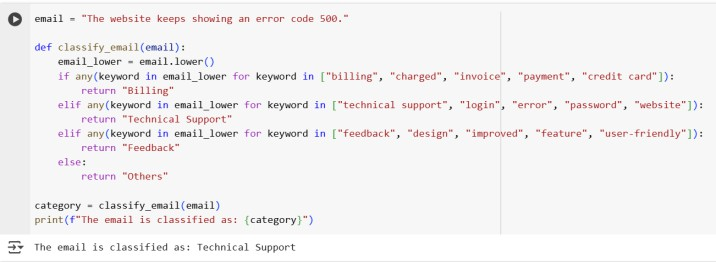 email = "The website keeps showing an error code 500."
def classify_email(email):
    email_lower = email.lower()
    if any(keyword in email_lower for keyword in ["billing", "charged", "invoice", "payment", "credit card"]):
        return "Billing"
    elif any(keyword in email_lower for keyword in ["technical support", "login", "error", "password", "website"]):
        return "Technical Support"
    elif any(keyword in email_lower for keyword in ["feedback", "design", "improved", "feature", "user-friendly"]):
        return "Feedback"
    else:
        return "Others"
category = classify_email(email)
print(f"The email is classified as: {category}")
The email is classified as: Technical Support